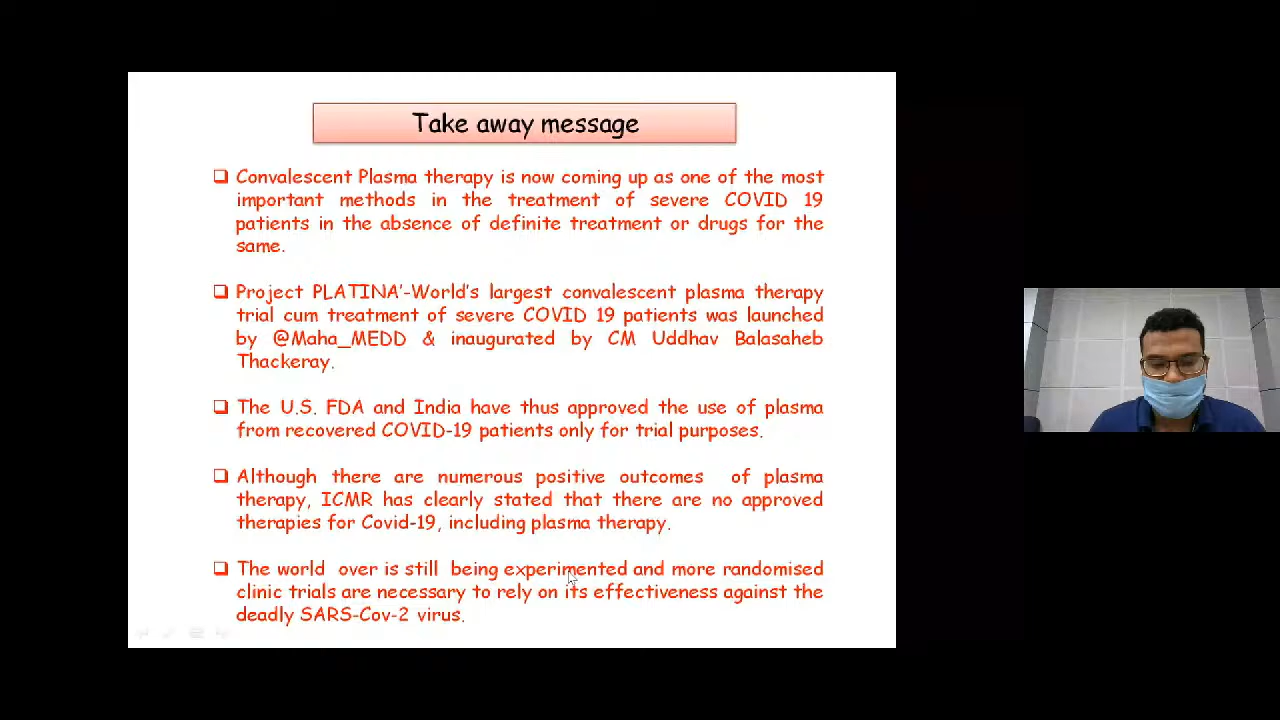 Take away message
❑ Convalescent Plasma therapy is now coming up as one of the most
important methods in the treatment of severe COVID 19
patients in the absence of definite treatment or drugs for the
same.
❑ Project PLATINA’-World’s largest convalescent plasma therapy
trial cum treatment of severe COVID 19 patients was launched
by @Maha_MEDD & inaugurated by CM Uddhav Balasaheb
Thackeray.
❑ The U.S. FDA and India have thus approved the use of plasma
from recovered COVID-19 patients only for trial purposes.
❑ Although there are numerous positive outcomes of plasma
therapy, ICMR has clearly stated that there are no approved
therapies for Covid-19, including plasma therapy.
❑ The world over is still being experimented and more randomised
clinic trials are necessary to rely on its effectiveness against the
deadly SARS-Cov-2 virus.